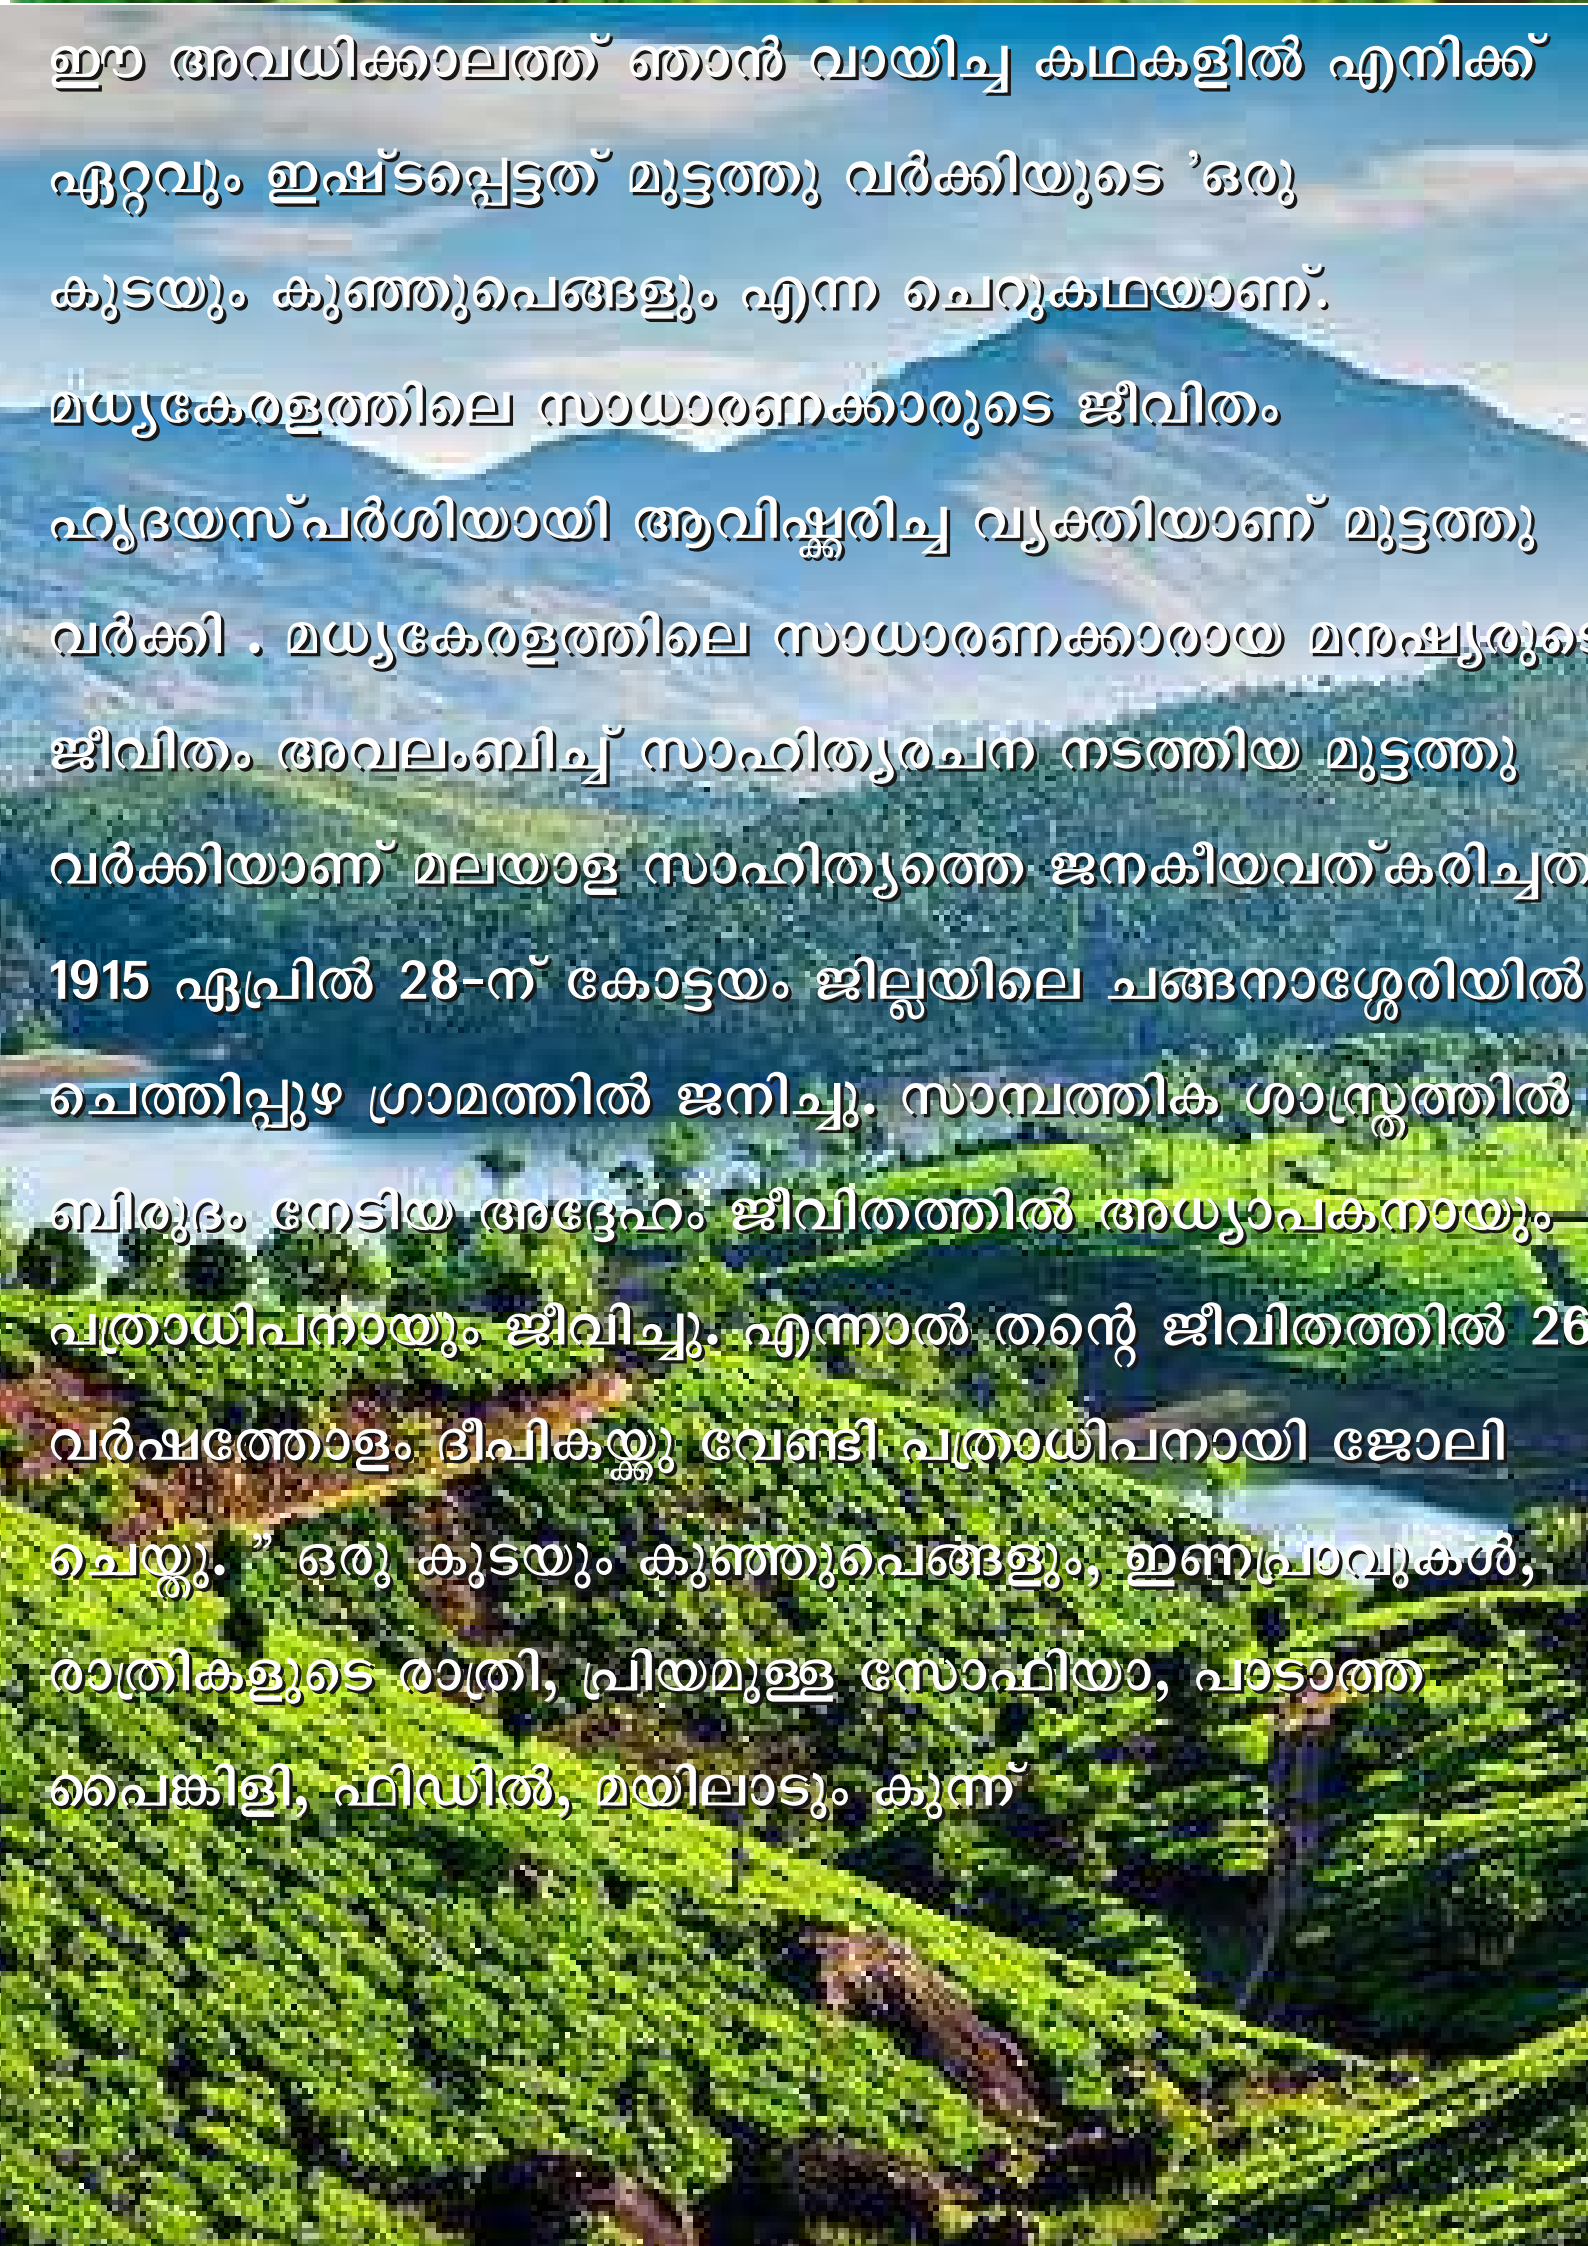 ഈ അവധിക്കാലത്ത് ഞാൻ വായിച്ച കഥകളിൽ എനിക്ക്
ഏറ്റവും ഇഷ്ടപ്പെട്ടത് മുട്ടത്തു വർക്കിയുടെ 'ഒരു
കുടയും കുഞ്ഞുപെങ്ങളും എന്ന ചെറുകഥയാണ്.
മധ്യകേരളത്തിലെ സാധാരണക്കാരുടെ ജീവിതം
ഹൃദയസ്പർശിയായി ആവിഷ്ക്കരിച്ച വ്യക്തിയാണ് മുട്ടത്തു
വർക്കി . മധ്യകേരളത്തിലെ സാധാരണക്കാരായ മനുഷ്യരുടെ
ജീവിതം അവലംബിച്ച് സാഹിത്യരചന നടത്തിയ മുട്ടത്തു
വർക്കിയാണ് മലയാള സാഹിത്യത്തെ ജനകീയവത്കരിച്ചത
1915 ഏപ്രിൽ 28-ന് കോട്ടയം ജില്ലയിലെ ചങ്ങനാശ്ശേരിയിൽ
ചെത്തിപ്പുഴ ഗ്രാമത്തിൽ ജനിച്ചു. സാമ്പത്തിക ശാസ്ത്രത്തിൽ
ബിരുദം നേടിയ അദ്ദേഹം ജീവിതത്തിൽ അധ്യാപകനായും
പത്രാധിപനായും ജീവിച്ചു. എന്നാൽ തന്റെ ജീവിതത്തിൽ 26
വർഷത്തോളം ദീപികയ്ക്കു വേണ്ടി പത്രാധിപനായി ജോലി
ചെയ്തു. ” ഒരു കുടയും കുഞ്ഞുപെങ്ങളും, ഇണപ്രാവുകൾ,
രാത്രികളുടെ രാത്രി, പ്രിയമുള്ള സോഫിയാ, പാടാത്ത
പൈങ്കിളി, ഫിഡിൽ, മയിലാടും കുന്ന്